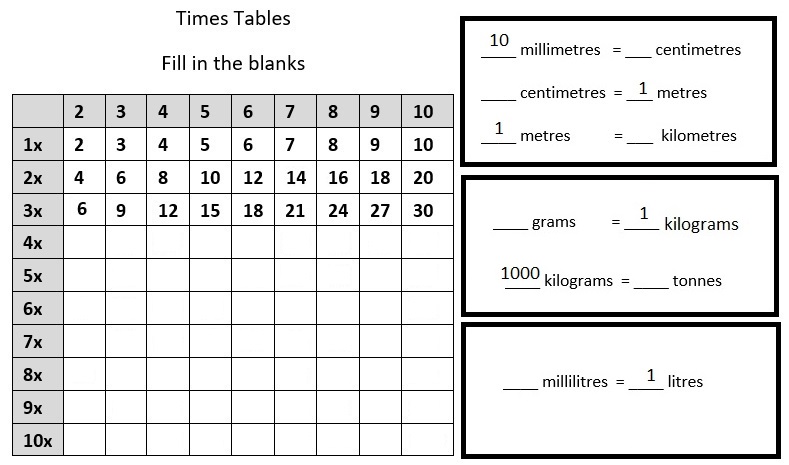 Times Tables
Fill in the blanks
2 3 4 5 6 7 8 9 10
1x 2 3 4 5 6 7 8 9 10
2x 4 6 8 10 12 14 16 18 20
3x 6 9 12 15 18 21 24 27 30
4x
5x
6x
7x
8x
9x
10x
10 millimetres = ___ centimetres
____ centimetres = 1 metres
1 metres = ___ kilometres
____ grams = 1 kilograms
1000 kilograms = ____ tonnes
____ millilitres = 1 litres